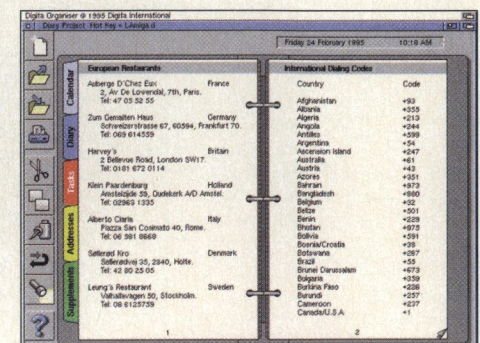 Digita Organiser © 1995 Digita International
Diary Project Hot Key = LAmiga d
Friday 24 February 1995 10:18 AM
Calendar
Diary
Tasks
Addresses
Supplements
European Restaurants
Auberge D'Chez Eux France
2, Av De Lowendal, 7th, Paris.
Tel: 47 05 52 55
Zum Gemalten Haus Germany
Schweizerstrasse 67, 60594, Frankfurt 70.
Tel: 069 614559
Harvey's Britain
2 Bellevue Road, London SW17.
Tel: 0181 672 0114
Klein Paardenburg Holland
Amstelzijde 59, Oudekerk A/D Amstel.
Tel: 02963 1335
Alberto Ciarla Italy
Piazza San Cosimato 40, Rome.
Tel: 06 581 8668
Søllerød Kro Denmark
Søllerødvej 35, 2840, Holte.
Tel: 42 80 25 05
Leung's Restaurant Sweden
Valhallavagen 50, Stockholm.
Tel: 08 6125759
1
International Dialing Codes
Country Code
Afghanistan +93
Albania +355
Algeria +213
Angola +244
Antilles +599
Argentina +54
Ascension Island +247
Australia +61
Austria +43
Azores +351
Bahrain +973
Bangladesh +880
Belgium +32
Belize +501
Benin +229
Bhutan +975
Bolivia +591
Bosnia/Croatia +38
Botswana +267
Brazil +55
Brunei Darussalam +673
Bulgaria +359
Burkina Faso +226
Burundi +257
Cameroon +237
Canada/U.S.A +1
2